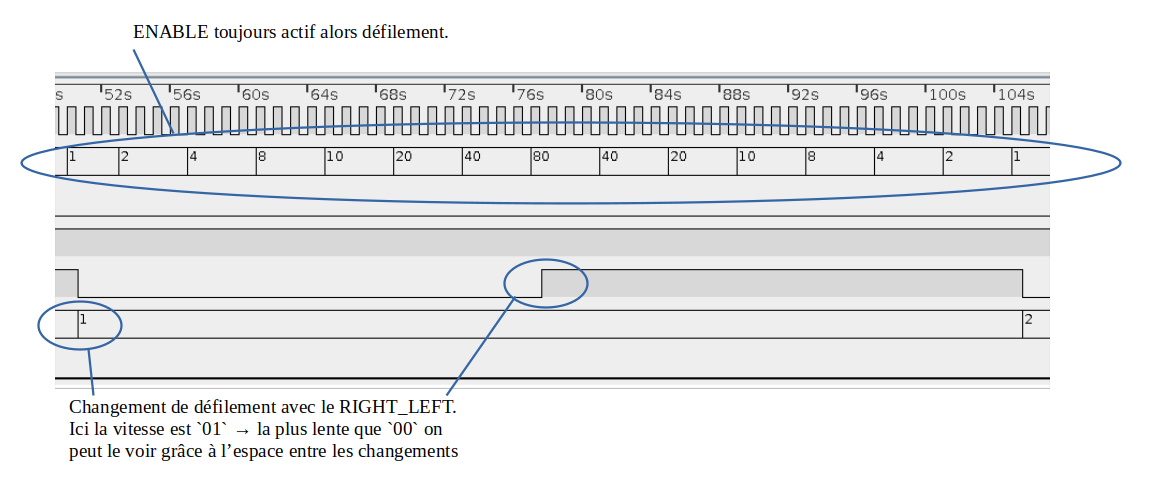 ENABLE toujours actif alors défilement.
s 52s 56s 60s 64s 68s 72s 76s 80s 84s 88s 92s 96s 100s 104s
1 2 4 8 10 20 40 80 40 20 10 8 4 2 1
1 2
Changement de défilement avec le RIGHT_LEFT.
Ici la vitesse est `01` → la plus lente que `00` on
peut le voir grâce à l’espace entre les changements